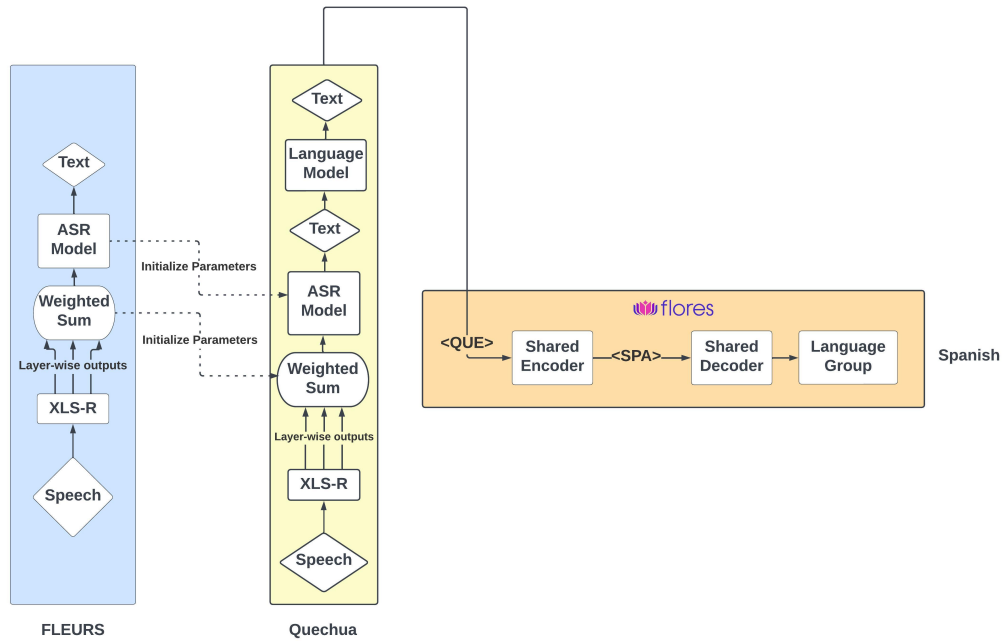 Text
ASR
Model
Weighted
Sum
Layer-wise outputs
XLS-R
Speech
FLEURS
Initialize Parameters
Initialize Parameters
Text
Language
Model
Text
ASR
Model
Weighted
Sum
Layer-wise outputs
XLS-R
Speech
Quechua
flores
<QUE>
Shared
Encoder
<SPA>
Shared
Decoder
Language
Group
Spanish